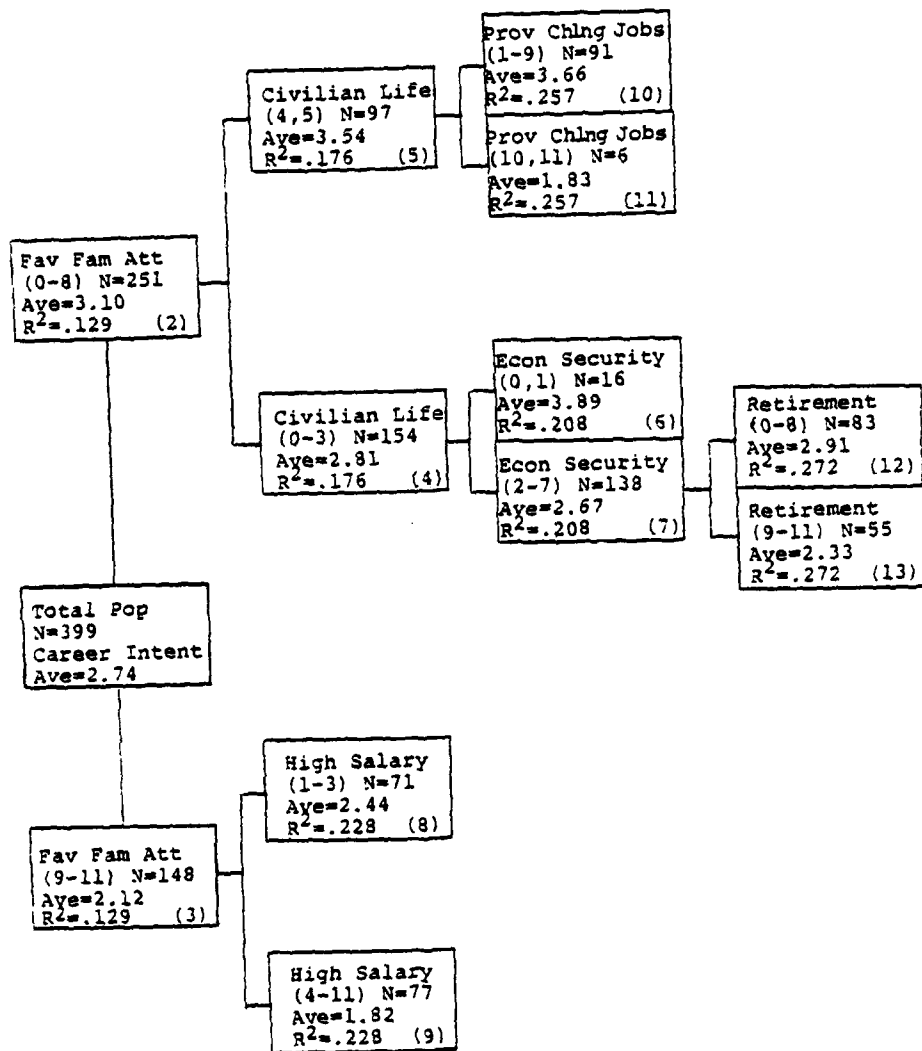 Prov Chlng Jobs
(1-9) N=91
Ave=3.66
R²=.257 (10)
Prov Chlng Jobs
(10,11) N=6
Ave=1.83
R²=.257 (11)
Civilian Life
(4,5) N=97
Ave=3.54
R²=.176 (5)
Fav Fam Att
(0-8) N=251
Ave=3.10
R²=.129 (2)
Civilian Life
(0-3) N=154
Ave=2.81
R²=.176 (4)
Econ Security
(0,1) N=16
Ave=3.89
R²=.208 (6)
Econ Security
(2-7) N=138
Ave=2.67
R²=.208 (7)
Retirement
(0-8) N=83
Ave=2.91
R²=.272 (12)
Retirement
(9-11) N=55
Ave=2.33
R²=.272 (13)
Total Pop
N=399
Career Intent
Ave=2.74
High Salary
(1-3) N=71
Ave=2.44
R²=.228 (8)
Fav Fam Att
(9-11) N=148
Ave=2.12
R²=.129 (3)
High Salary
(4-11) N=77
Ave=1.82
R²=.228 (9)